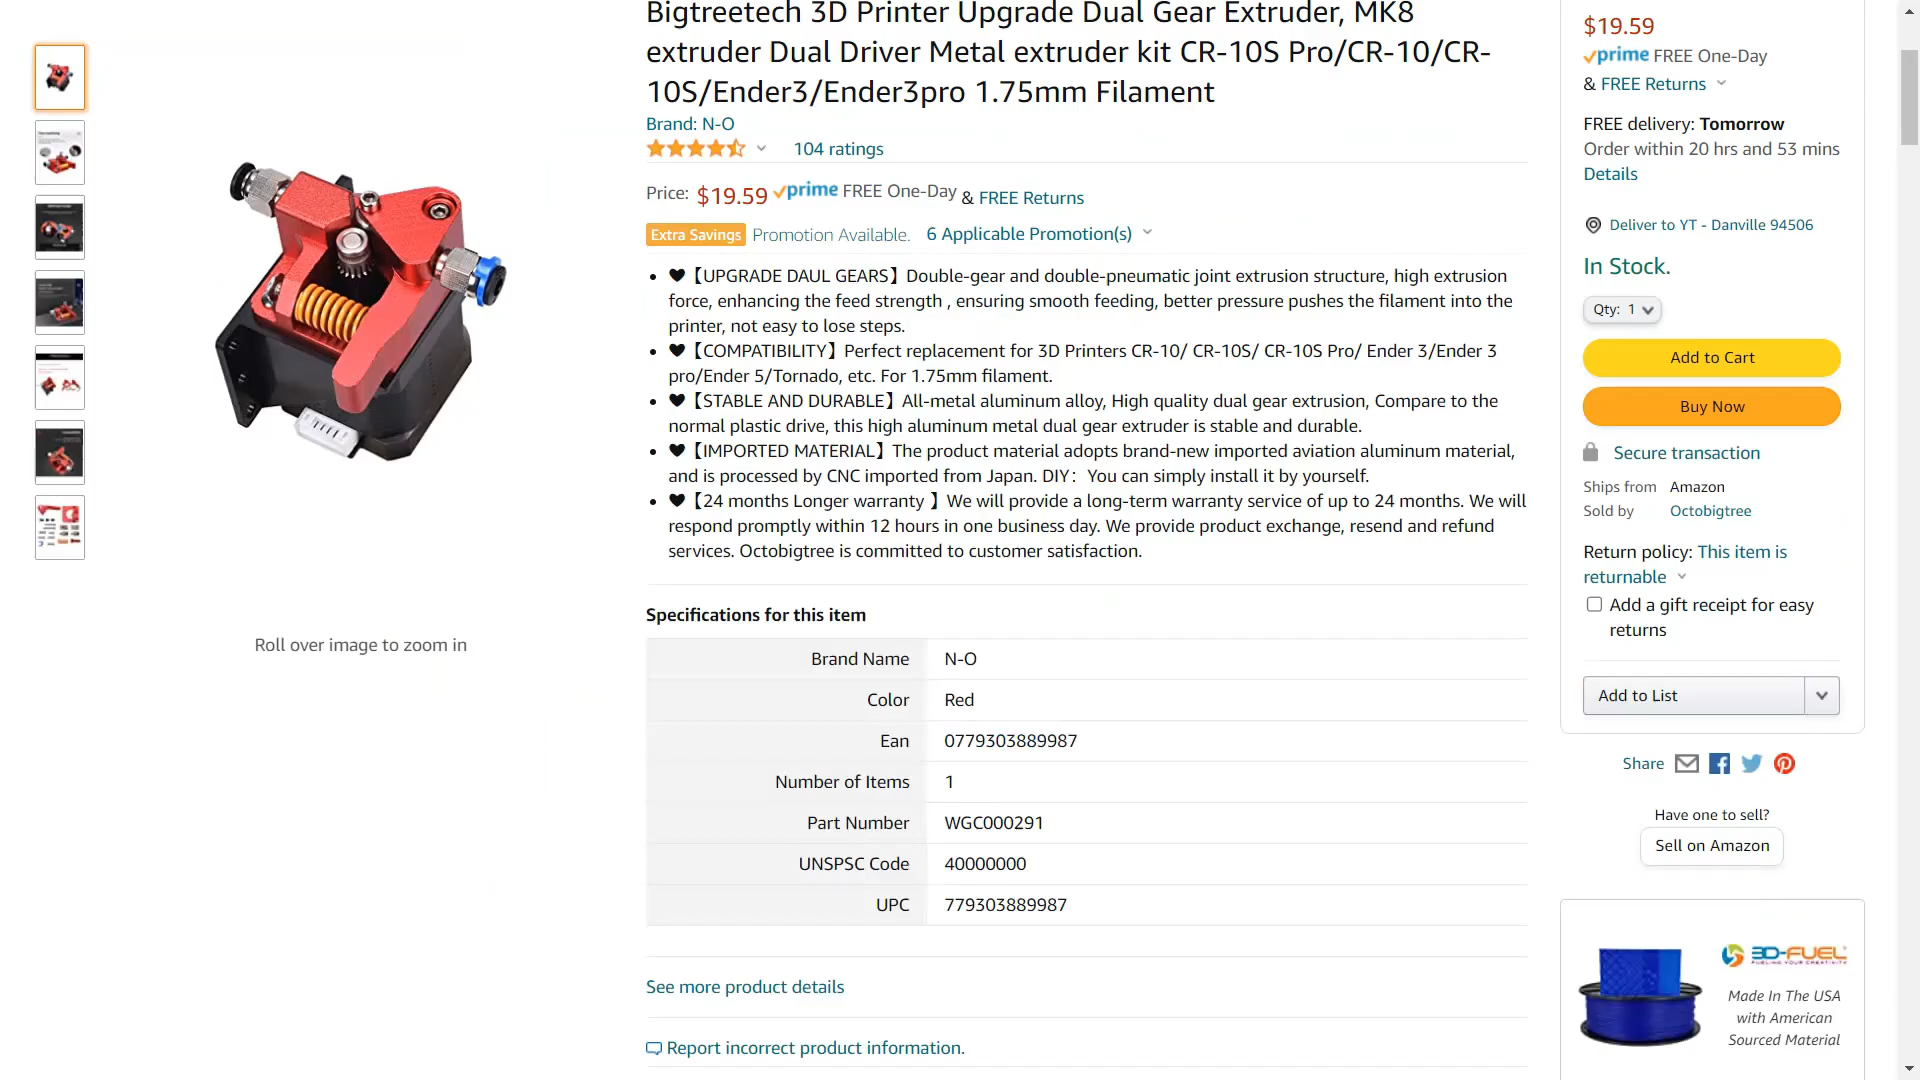 Bigtreetech 3D Printer Upgrade Dual Gear Extruder, MK8
extruder Dual Driver Metal extruder kit CR-10S Pro/CR-10/CR-
10S/Ender3/Ender3pro 1.75mm Filament
Brand: N-O
104 ratings
Price: $19.59 prime FREE One-Day & FREE Returns
Extra Savings Promotion Available. 6 Applicable Promotion(s)
• ♥【UPGRADE DAUL GEARS】Double-gear and double-pneumatic joint extrusion structure, high extrusion
force, enhancing the feed strength , ensuring smooth feeding, better pressure pushes the filament into the
printer, not easy to lose steps.
• ♥【COMPATIBILITY】Perfect replacement for 3D Printers CR-10/ CR-10S/ CR-10S Pro/ Ender 3/Ender 3
pro/Ender 5/Tornado, etc. For 1.75mm filament.
• ♥【STABLE AND DURABLE】All-metal aluminum alloy, High quality dual gear extrusion, Compare to the
normal plastic drive, this high aluminum metal dual gear extruder is stable and durable.
• ♥【IMPORTED MATERIAL】The product material adopts brand-new imported aviation aluminum material,
and is processed by CNC imported from Japan. DIY：You can simply install it by yourself.
• ♥【24 months Longer warranty 】We will provide a long-term warranty service of up to 24 months. We will
respond promptly within 12 hours in one business day. We provide product exchange, resend and refund
services. Octobigtree is committed to customer satisfaction.
Roll over image to zoom in
Specifications for this item
Brand Name N-O
Color Red
Ean 0779303889987
Number of Items 1
Part Number WGC000291
UNSPSC Code 40000000
UPC 779303889987
See more product details
Report incorrect product information.
$19.59
prime FREE One-Day
& FREE Returns
FREE delivery: Tomorrow
Order within 20 hrs and 53 mins
Details
Deliver to YT - Danville 94506
In Stock.
Qty: 1
Add to Cart
Buy Now
Secure transaction
Ships from Amazon
Sold by Octobigtree
Return policy: This item is
returnable
Add a gift receipt for easy
returns
Add to List
Share
Have one to sell?
Sell on Amazon
3D-FUEL
FUELING YOUR CREATIVITY
Made In The USA
with American
Sourced Material